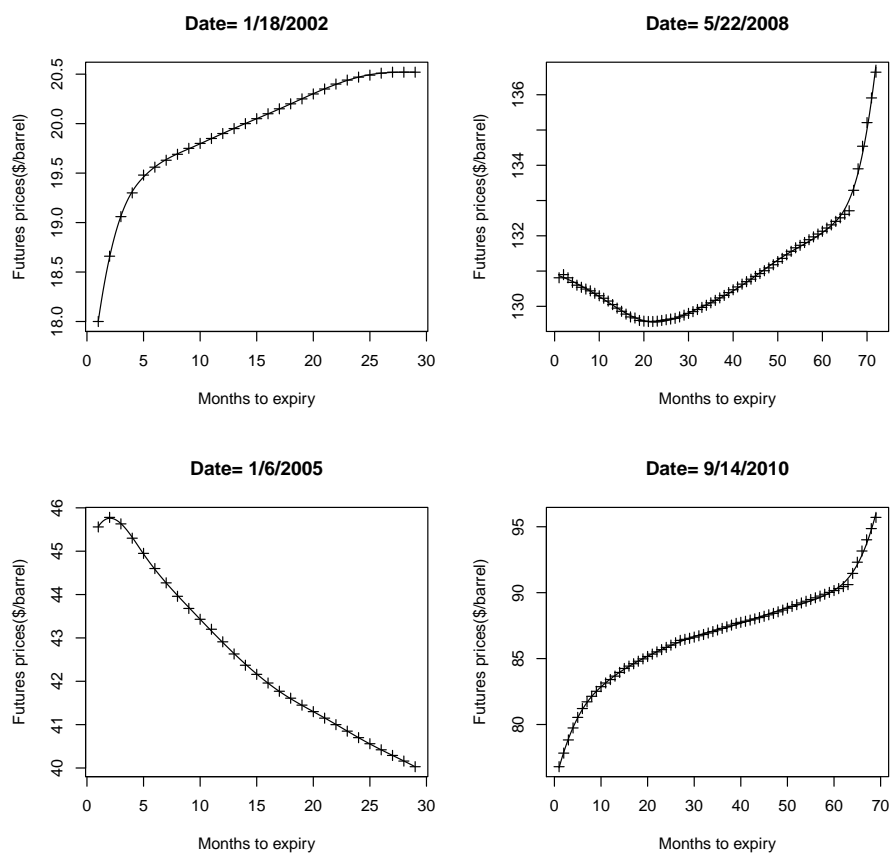 Date= 1/18/2002
Futures prices($/barrel)
18.0 18.5 19.0 19.5 20.0 20.5
0 5 10 15 20 25 30
Months to expiry
Date= 5/22/2008
Futures prices($/barrel)
130 132 134 136
0 10 20 30 40 50 60 70
Months to expiry
Date= 1/6/2005
Futures prices($/barrel)
40 41 42 43 44 45 46
0 5 10 15 20 25 30
Months to expiry
Date= 9/14/2010
Futures prices($/barrel)
80 85 90 95
0 10 20 30 40 50 60 70
Months to expiry